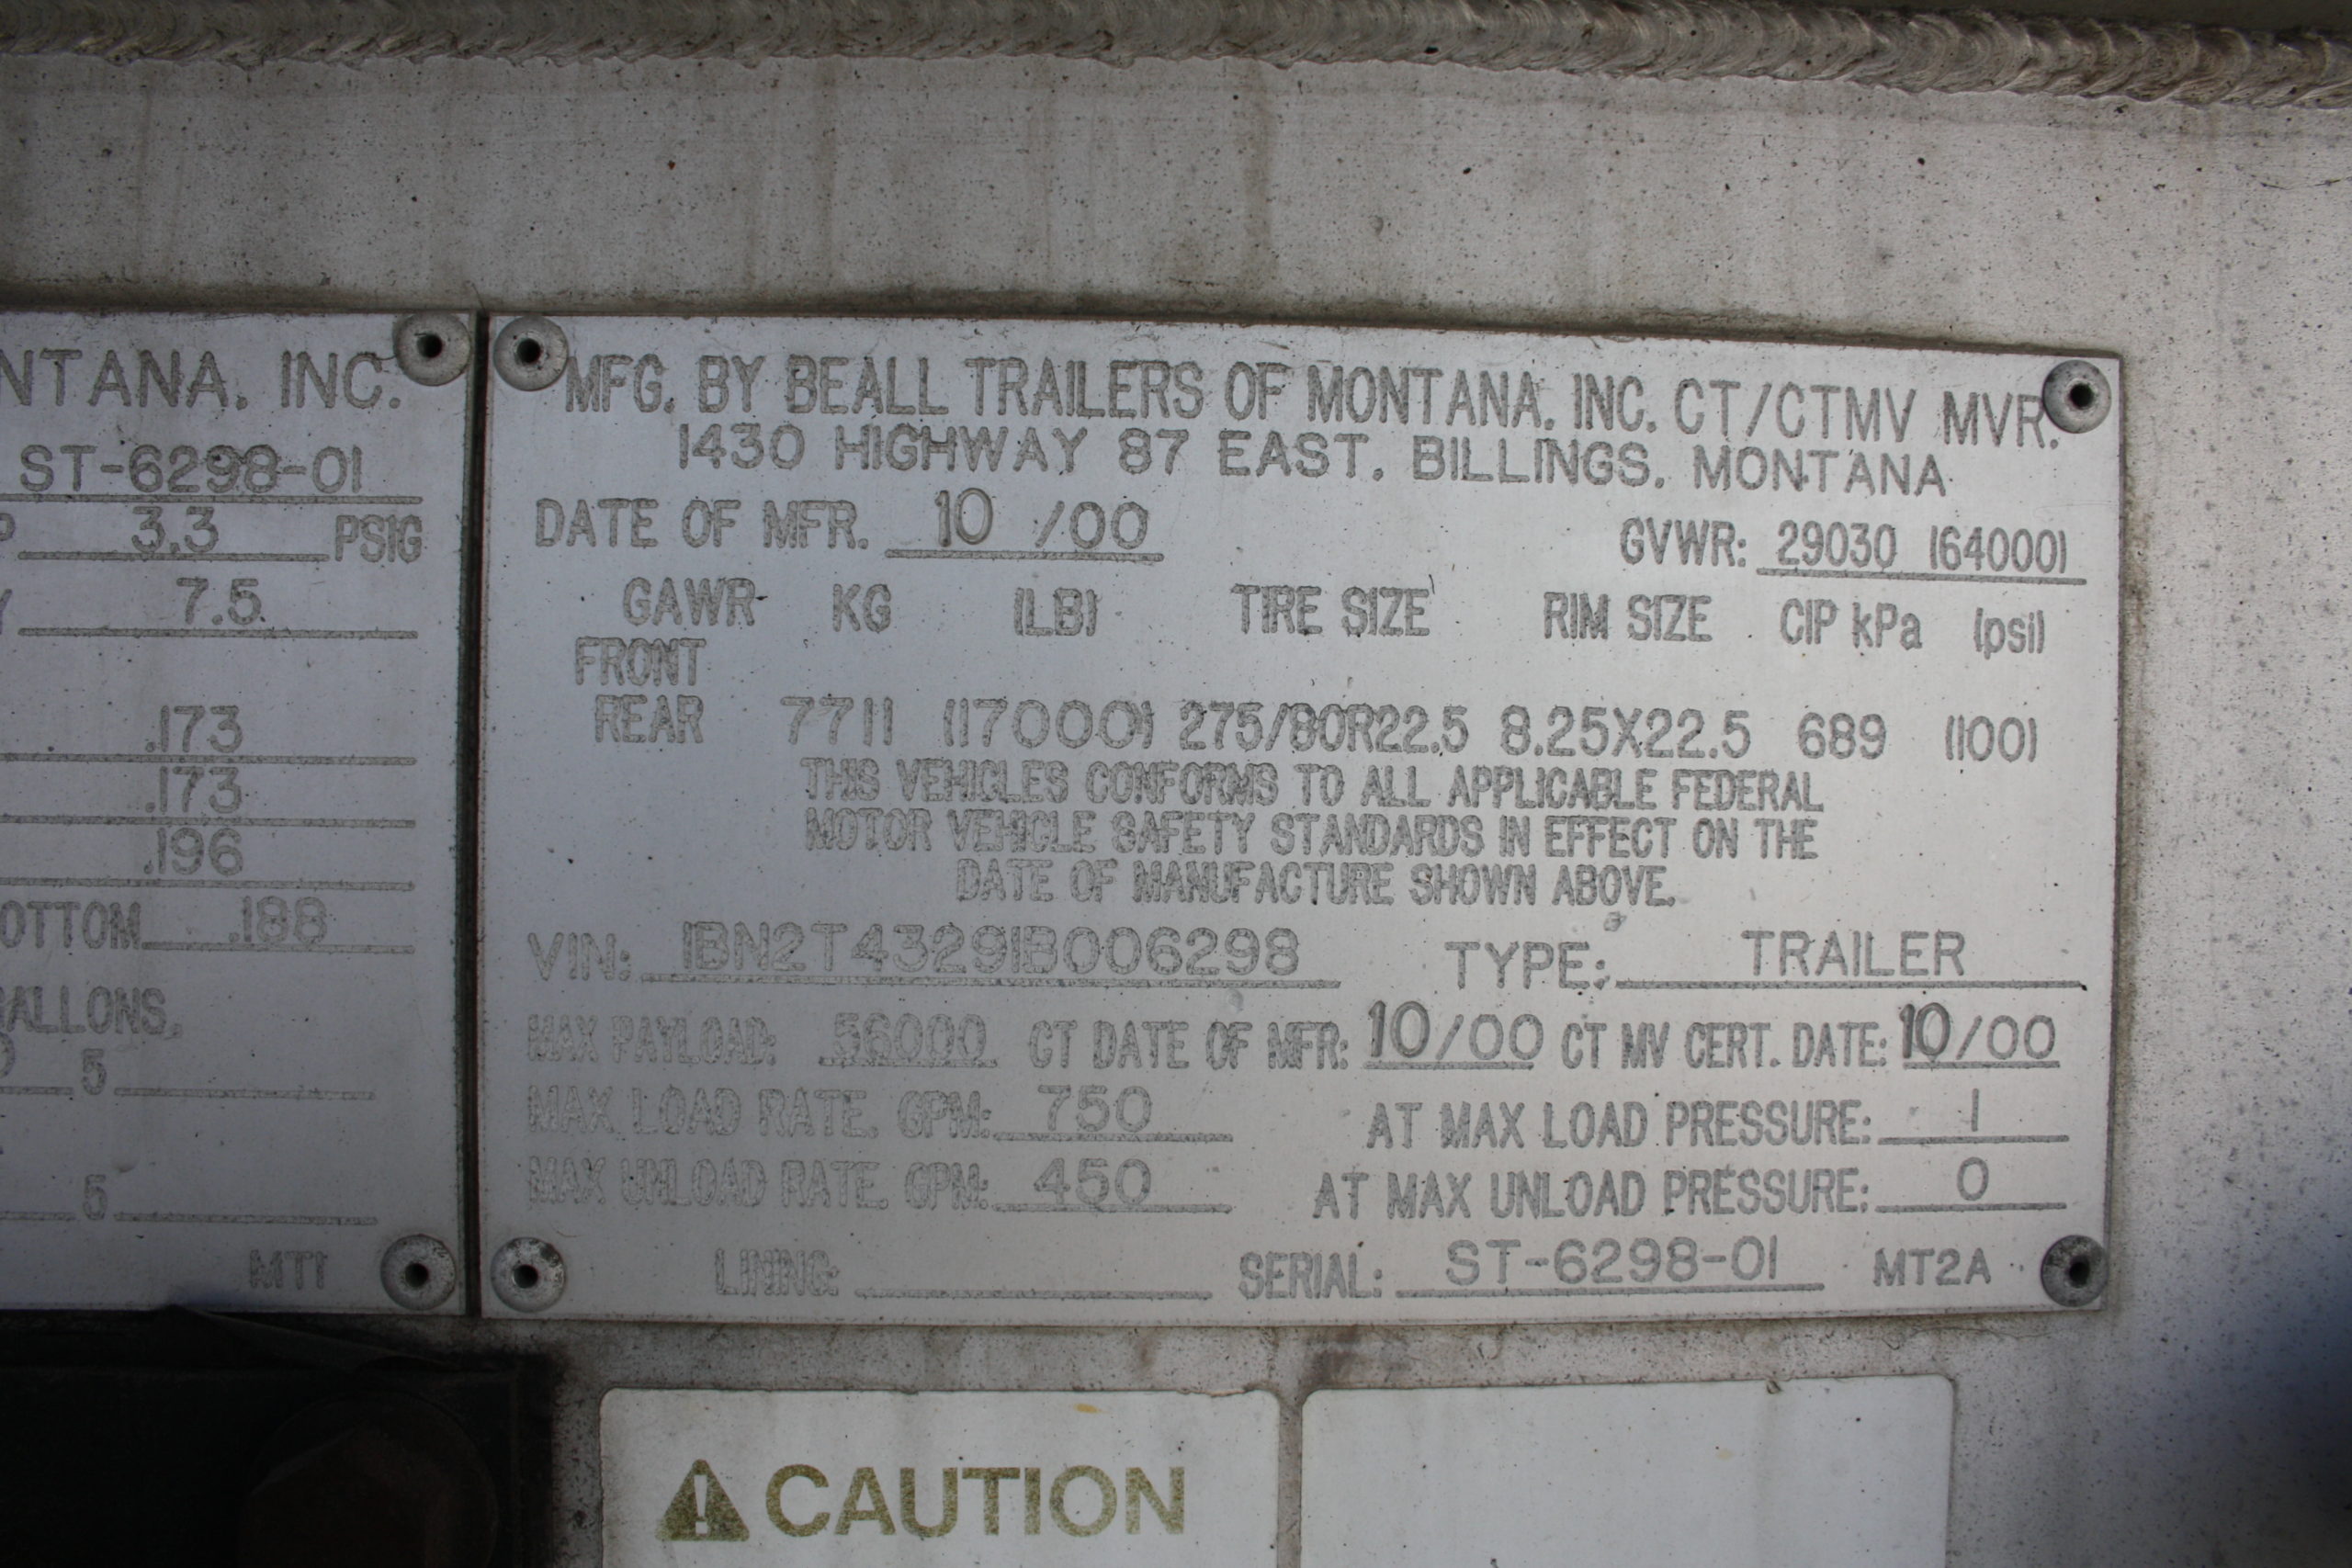 NTANA, INC.
ST-6298-01
P 3.3 PSIG
Y 7.5
.173
.173
.196
OTTOM .188
ALLONS,
5
5
MT1
MFG. BY BEALL TRAILERS OF MONTANA, INC. CT/CTMV MVR.
1430 HIGHWAY 87 EAST, BILLINGS, MONTANA
DATE OF MFR. 10 /00 GVWR: 29030 (64000)
GAWR KG (LB) TIRE SIZE RIM SIZE CIP kPa (psi)
FRONT
REAR 7711 (17000) 275/80R22.5 8.25X22.5 689 (100)
THIS VEHICLES CONFORMS TO ALL APPLICABLE FEDERAL
MOTOR VEHICLE SAFETY STANDARDS IN EFFECT ON THE
DATE OF MANUFACTURE SHOWN ABOVE.
VIN: 1BN2T43291B006298 TYPE: TRAILER
MAX PAYLOAD: 56000 CT DATE OF MFR: 10/00 CT MV CERT. DATE: 10/00
MAX LOAD RATE, GPM: 750 AT MAX LOAD PRESSURE: 1
MAX UNLOAD RATE, GPM: 450 AT MAX UNLOAD PRESSURE: 0
LINING: SERIAL: ST-6298-01 MT2A
CAUTION